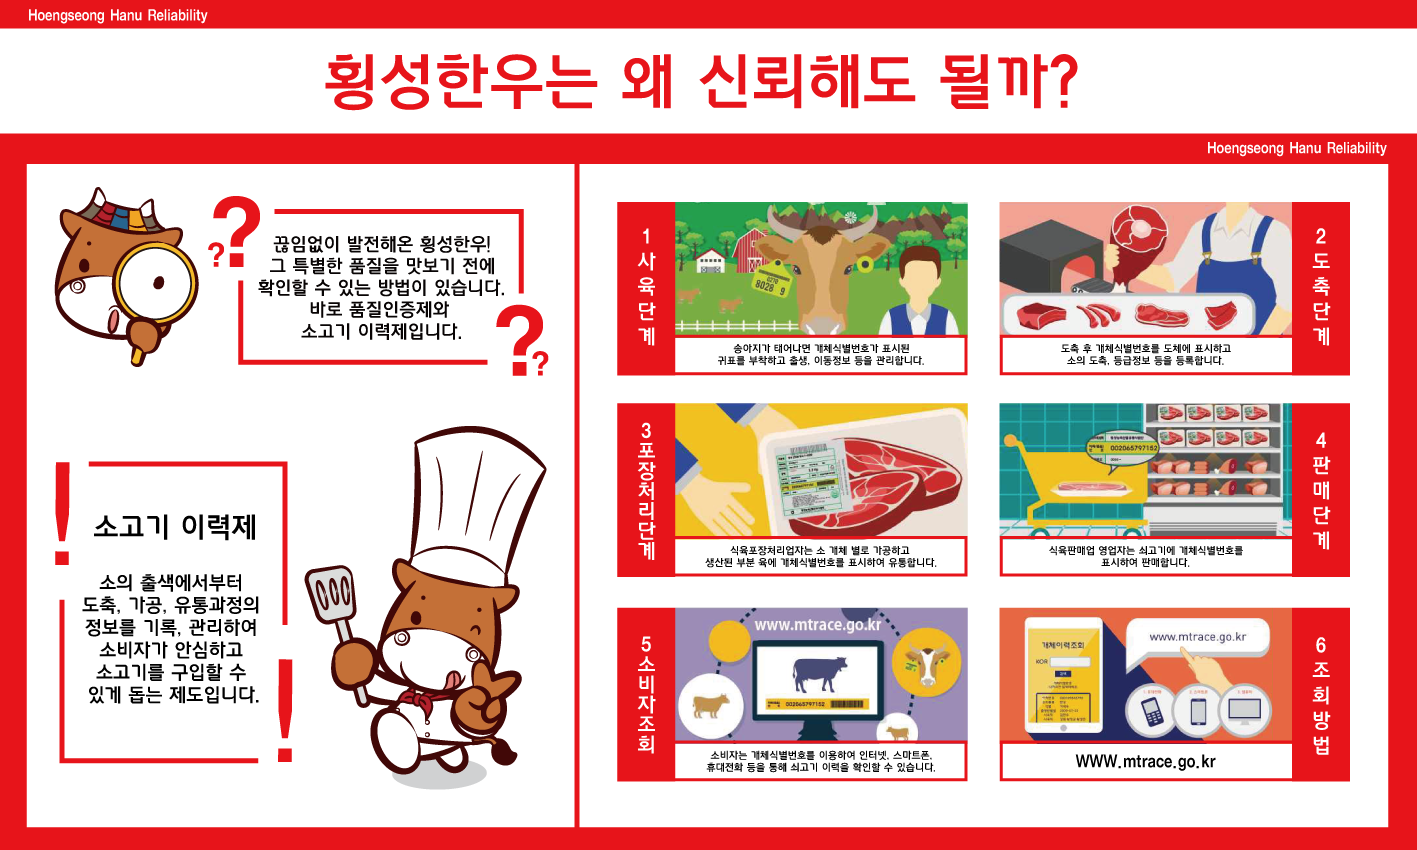 Hoengseong Hanu Reliability
횡성한우는 왜 신뢰해도 될까?
Hoengseong Hanu Reliability
? ?
끊임없이 발전해온 횡성한우!
그 특별한 품질을 맛보기 전에
확인할 수 있는 방법이 있습니다.
바로 품질인증제와
소고기 이력제입니다.
? ?
!
소고기 이력제
소의 출색에서부터
도축, 가공, 유통과정의
정보를 기록, 관리하여
소비자가 안심하고
소고기를 구입할 수
있게 돕는 제도입니다.
!
1 사육단계
8028 9
송아지가 태어나면 개체식별번호가 표시된
귀표를 부착하고 출생, 이동정보 등을 관리합니다.
2 도축단계
도축 후 개체식별번호를 도체에 표시하고
소의 도축, 등급정보 등을 등록합니다.
3 포장처리단계
식육포장처리업자는 소 개체 별로 가공하고
생산된 부분 육에 개체식별번호를 표시하여 유통합니다.
4 판매단계
002065797152
식육판매업 영업자는 쇠고기에 개체식별번호를
표시하여 판매합니다.
5 소비자조회
www.mtrace.go.kr
002065797152
소비자는 개체식별번호를 이용하여 인터넷, 스마트폰,
휴대전화 등을 통해 쇠고기 이력을 확인할 수 있습니다.
6 조회방법
개체이력조회
KOR
www.mtrace.go.kr
WWW.mtrace.go.kr